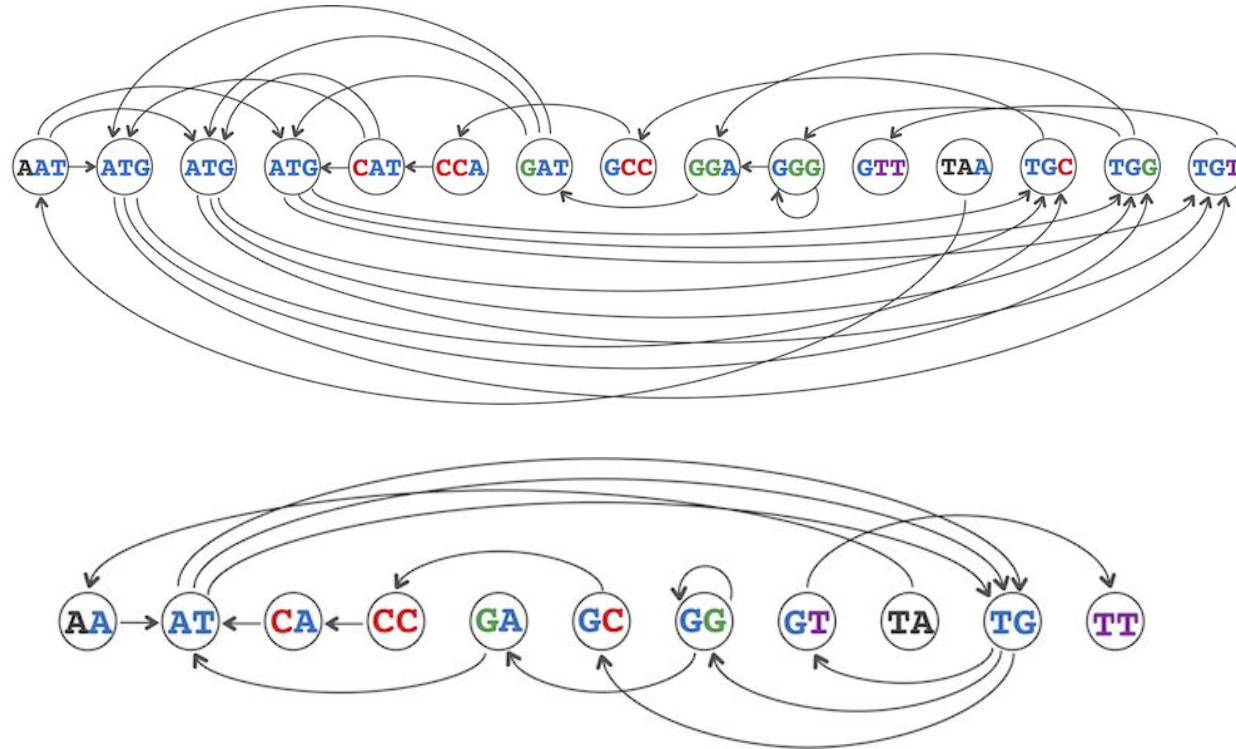 AAT ATG ATG ATG CAT CCA GAT GCC GGA GGG GTT TAA TGC TGG TGT
AA AT CA CC GA GC GG GT TA TG TT